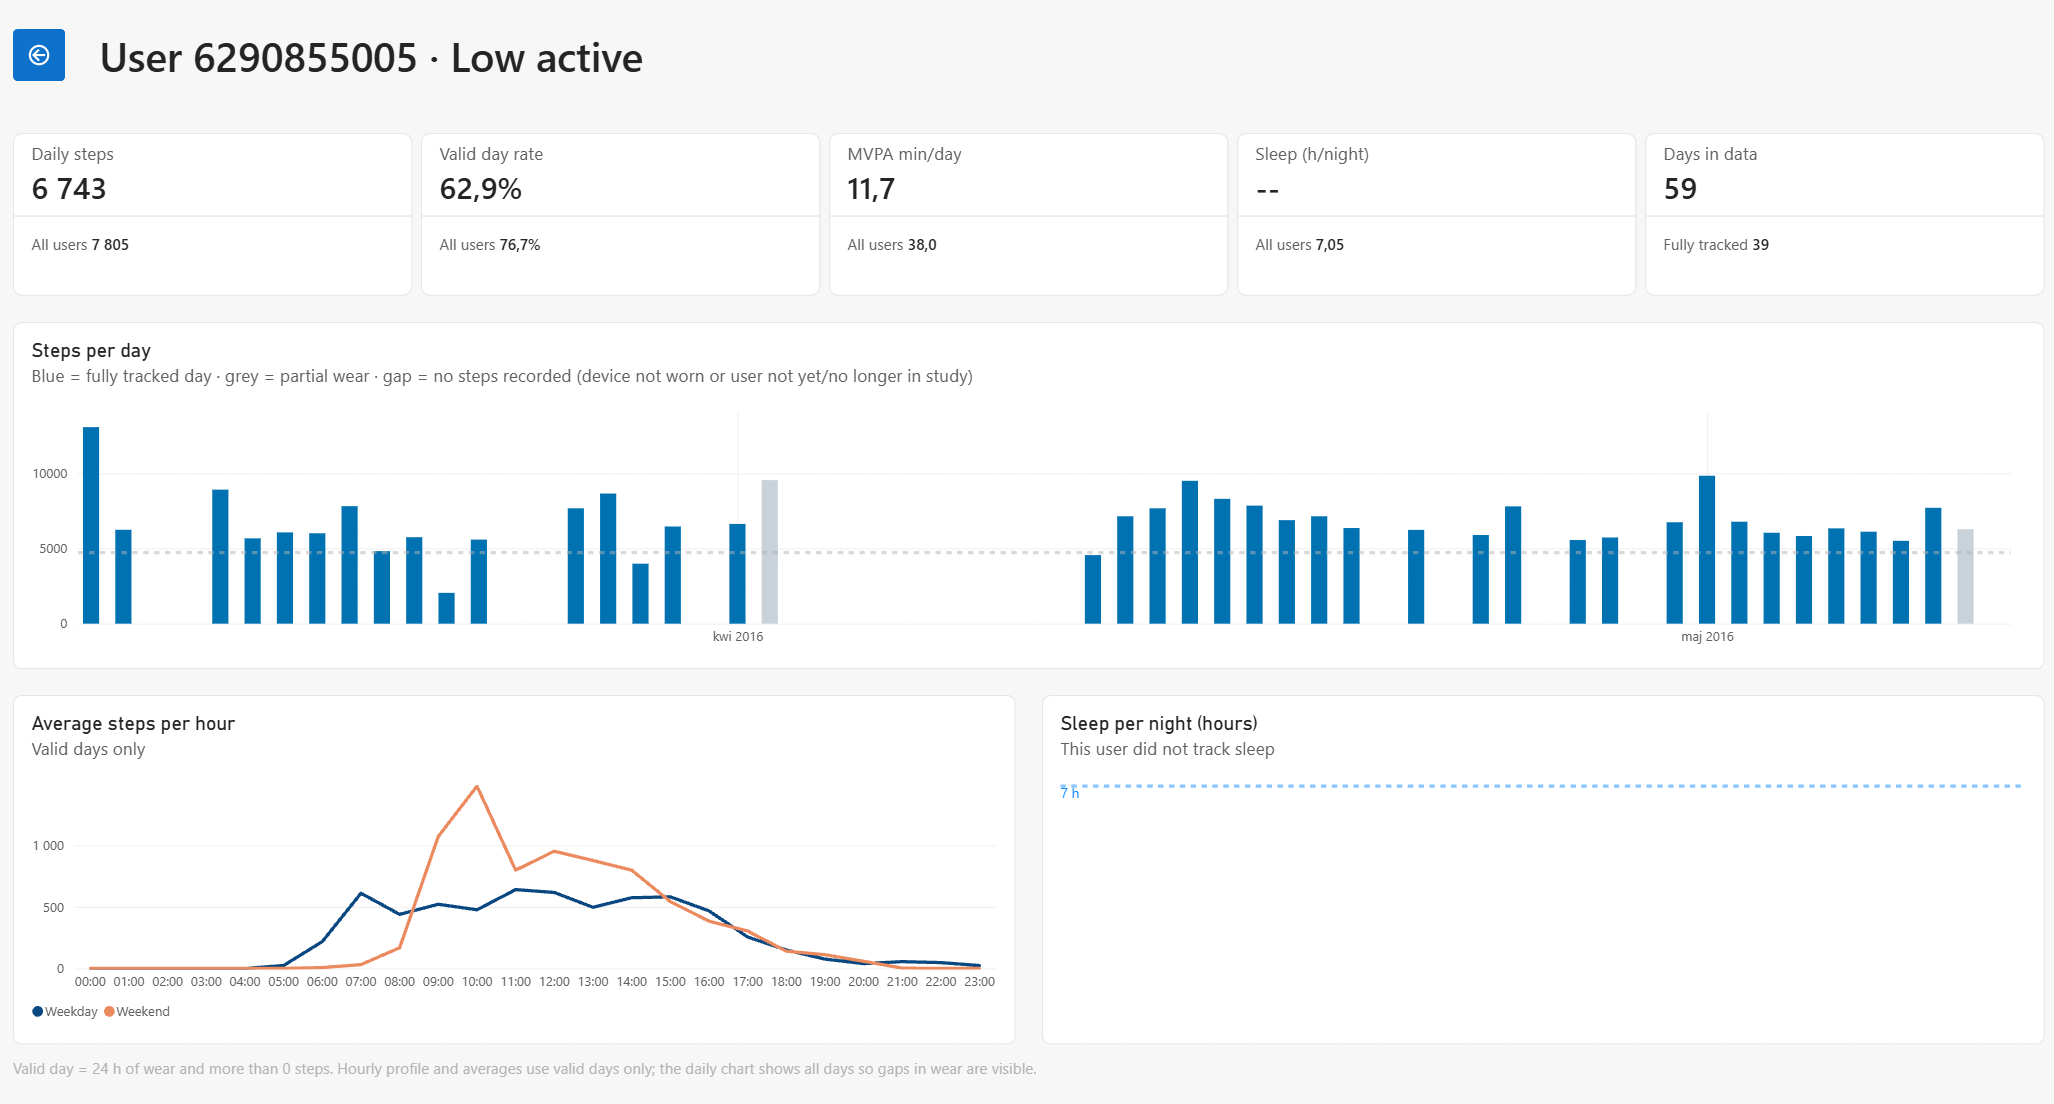 User 6290855005 · Low active
Daily steps
6 743
All users 7 805
Valid day rate
62,9%
All users 76,7%
MVPA min/day
11,7
All users 38,0
Sleep (h/night)
--
All users 7,05
Days in data
59
Fully tracked 39
Steps per day
Blue = fully tracked day · grey = partial wear · gap = no steps recorded (device not worn or user not yet/no longer in study)
10000
5000
0
kwi 2016 maj 2016
Average steps per hour
Valid days only
1 000
500
0
00:00 01:00 02:00 03:00 04:00 05:00 06:00 07:00 08:00 09:00 10:00 11:00 12:00 13:00 14:00 15:00 16:00 17:00 18:00 19:00 20:00 21:00 22:00 23:00
Weekday Weekend
Sleep per night (hours)
This user did not track sleep
7 h
Valid day = 24 h of wear and more than 0 steps. Hourly profile and averages use valid days only; the daily chart shows all days so gaps in wear are visible.